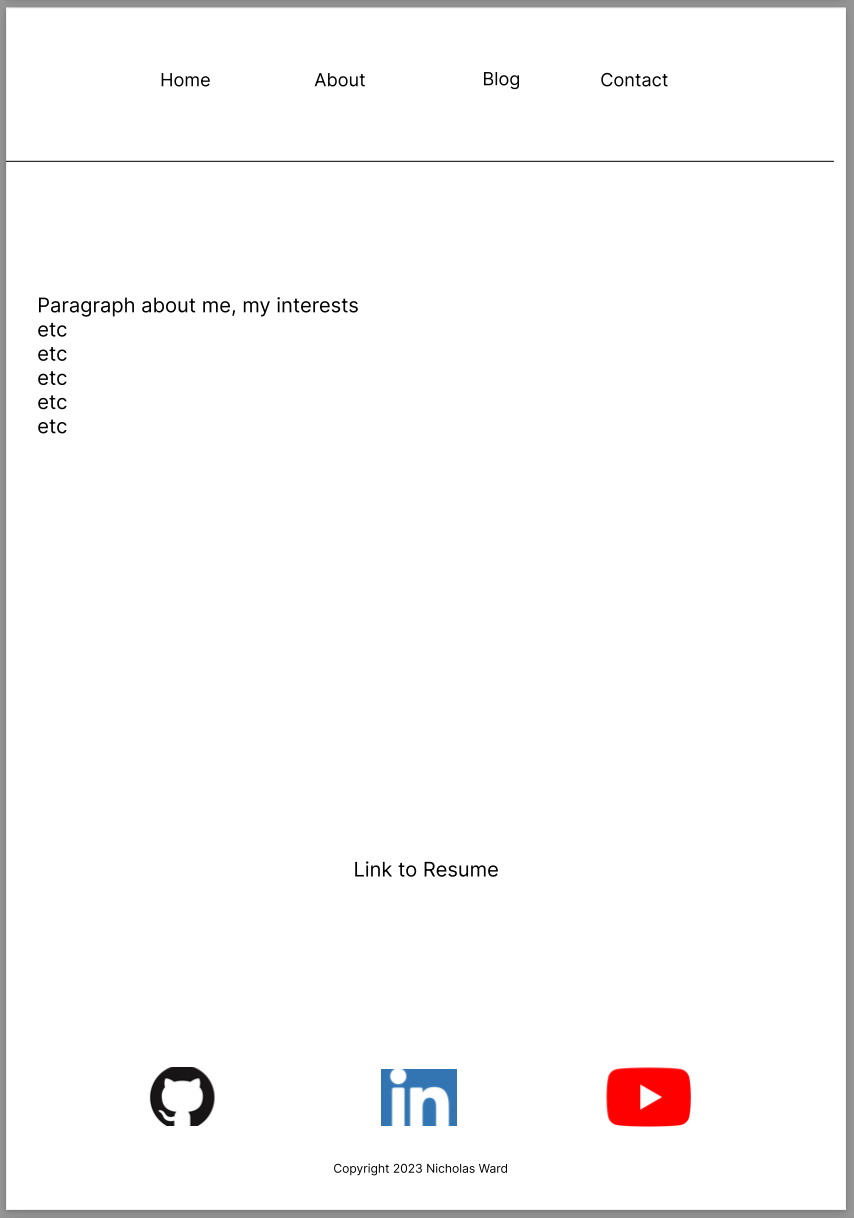 Home About Blog Contact
Paragraph about me, my interests
etc
etc
etc
etc
etc
Link to Resume
in
Copyright 2023 Nicholas Ward